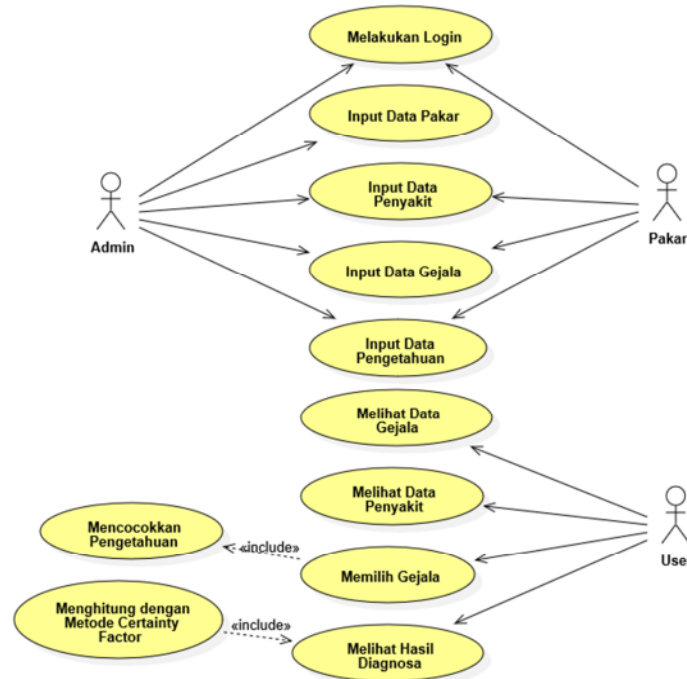 Melakukan Login
Input Data Pakar
Input Data
Penyakit
Admin
Pakar
Input Data Gejala
Input Data
Pengetahuan
Melihat Data
Gejala
Melihat Data
Penyakit
Mencocokkan
Pengetahuan
«include»
Memilih Gejala
Use
Menghitung dengan
Metode Certainty
Factor
«include»
Melihat Hasil
Diagnosa